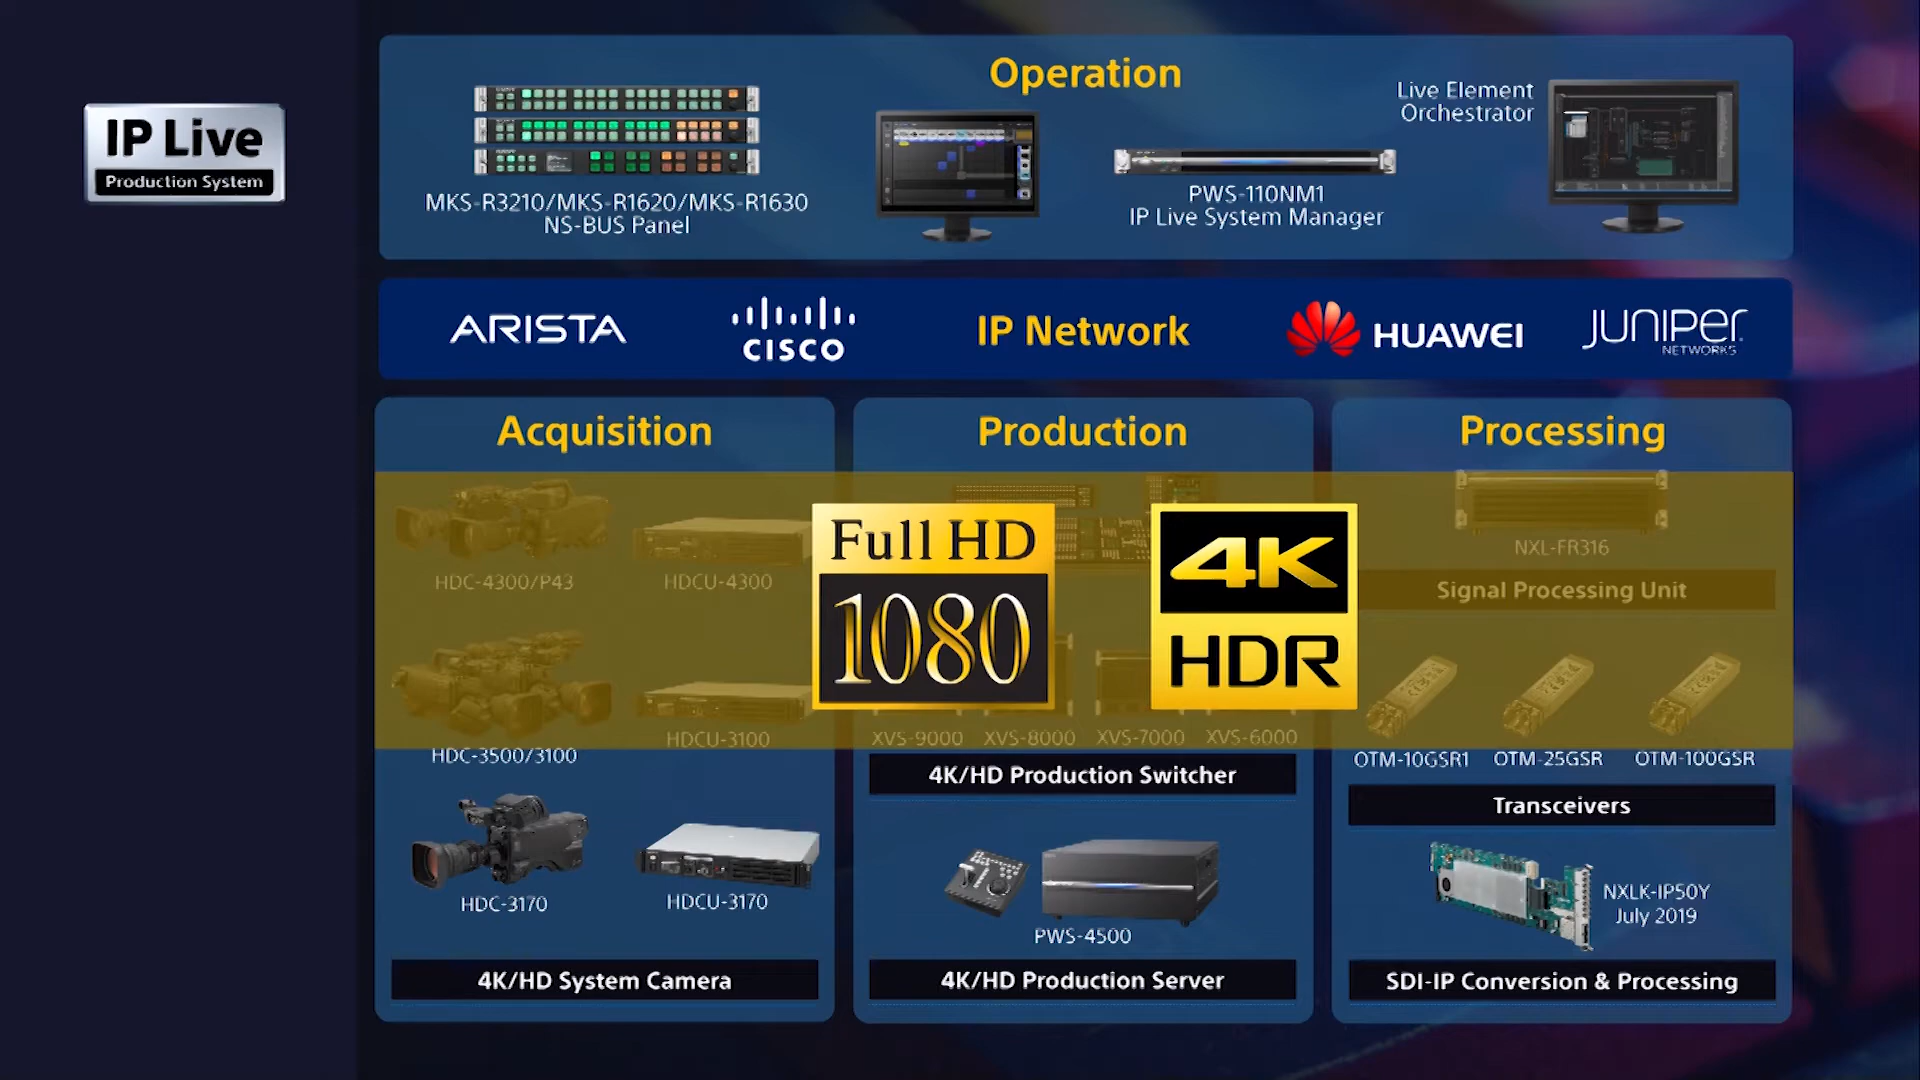 IP Live
Production System
Operation
MKS-R3210/MKS-R1620/MKS-R1630
NS-BUS Panel
PWS-110NM1
IP Live System Manager
Live Element
Orchestrator
ARISTA
CISCO
IP Network
HUAWEI
JUNIPER
NETWORKS
Acquisition
HDC-4300/P43
HDCU-4300
HDC-3500/3100
HDCU-3100
HDC-3170
HDCU-3170
4K/HD System Camera
Production
Full HD
1080
4K
HDR
XVS-9000
XVS-8000
XVS-7000
XVS-6000
4K/HD Production Switcher
PWS-4500
4K/HD Production Server
Processing
NXL-FR316
Signal Processing Unit
OTM-10GSR1
OTM-25GSR
OTM-100GSR
Transceivers
NXLK-IP50Y
July 2019
SDI-IP Conversion & Processing